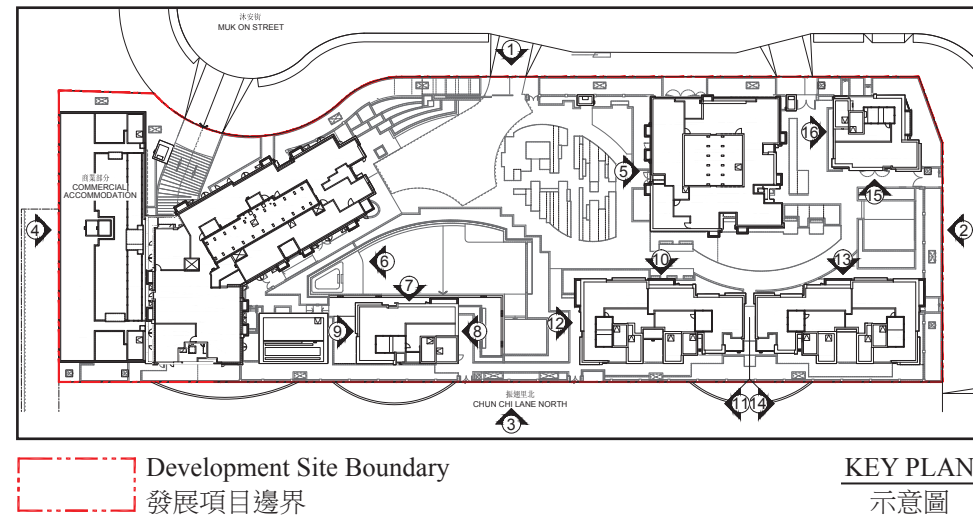 沐安街
MUK ON STREET
1
商業部分
COMMERCIAL
ACCOMMODATION
16
5
15
4
2
6
10
13
7
12
9
8
振翅里北
CHUN CHI LANE NORTH
11 14
3
Development Site Boundary
發展項目邊界
KEY PLAN
示意圖